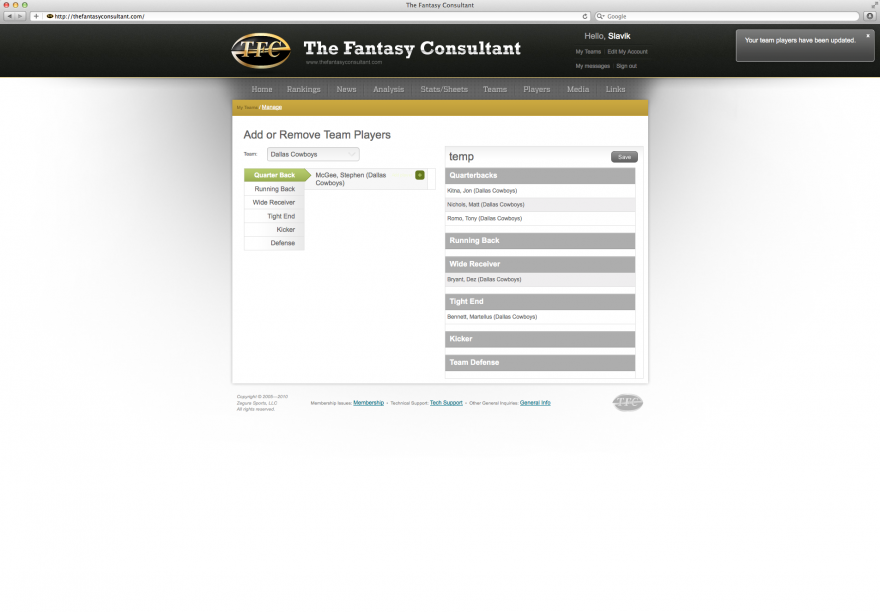 The Fantasy Consultant
http://thefantasyconsultant.com/
Google
TFC
The Fantasy Consultant
www.thefantasyconsultant.com
Hello, Slavik
My Teams Edit My Account
My messages Sign out
Your team players have been updated.
x
Home Rankings News Analysis Stats/Sheets Teams Players Media Links
My Teams / Manage
Add or Remove Team Players
Team: Dallas Cowboys
Quarter Back
Running Back
Wide Receiver
Tight End
Kicker
Defense
McGee, Stephen (Dallas
Cowboys)
+
temp
Save
Quarterbacks
Kitna, Jon (Dallas Cowboys)
Nichols, Matt (Dallas Cowboys)
Romo, Tony (Dallas Cowboys)
Running Back
Wide Receiver
Bryant, Dez (Dallas Cowboys)
Tight End
Bennett, Martellus (Dallas Cowboys)
Kicker
Team Defense
Copyright © 2009—2010
Zegura Sports, LLC
All rights reserved.
Membership Issues: Membership • Technical Support: Tech Support • Other General Inquiries: General Info
TFC